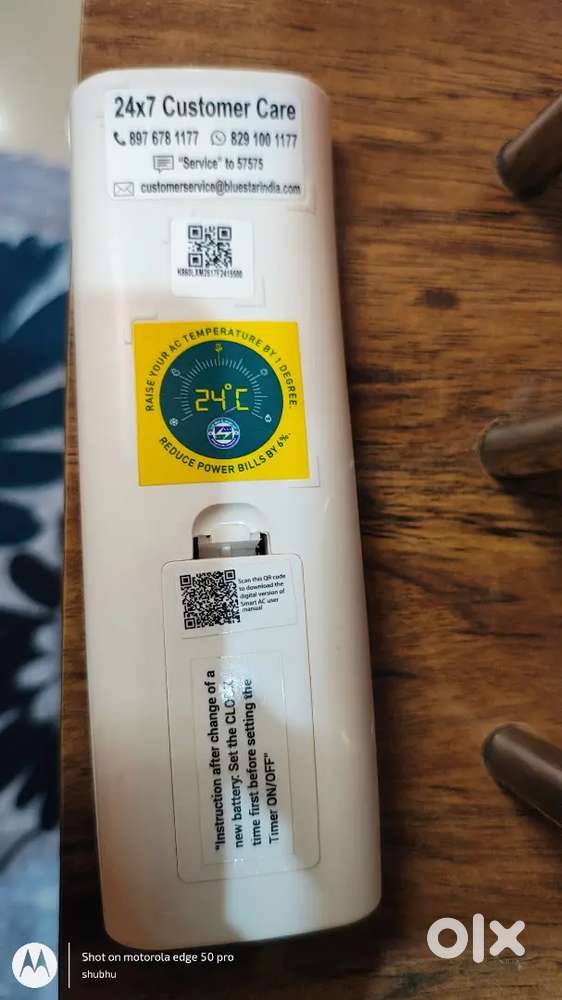 24x7 Customer Care
897 678 1177 829 100 1177
"Service" to 57575
customerservice@bluestarindia.com
RAISE YOUR AC TEMPERATURE BY 1 DEGREE.
24°C
REDUCE POWER BILLS BY 6%.
Scan this QR code
to download the
digital version of
Smart AC user
manual
"Instruction after change of a
new battery: Set the CLOCK
time first before setting the
Timer ON/OFF"
olx
Shot on motorola edge 50 pro
shubhu